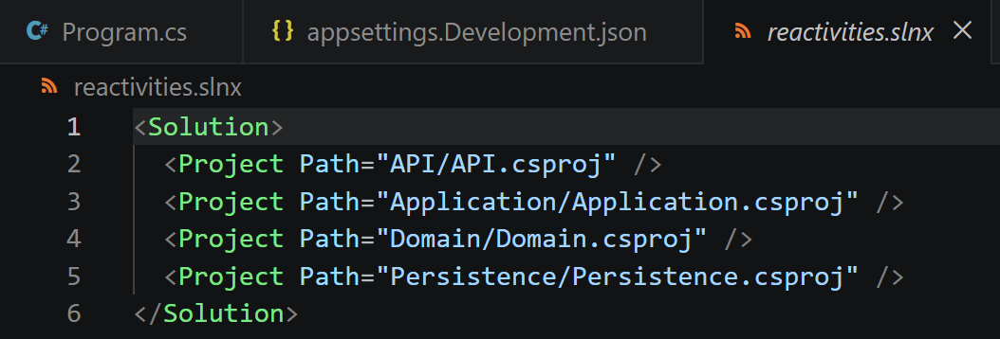 C# Program.cs
{ } appsettings.Development.json
reactivities.slnx
reactivities.slnx
1 <Solution>
2   <Project Path="API/API.csproj" />
3   <Project Path="Application/Application.csproj" />
4   <Project Path="Domain/Domain.csproj" />
5   <Project Path="Persistence/Persistence.csproj" />
6 </Solution>